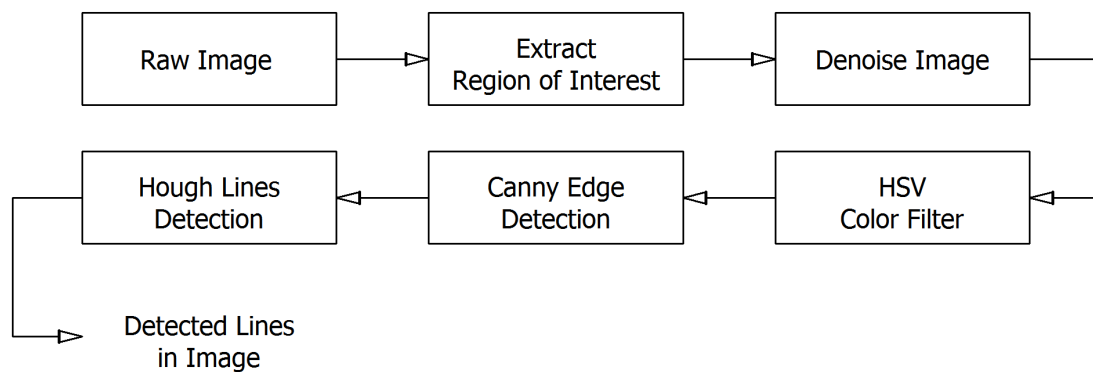 Raw Image
Extract
Region of Interest
Denoise Image
Hough Lines
Detection
Canny Edge
Detection
HSV
Color Filter
Detected Lines
in Image